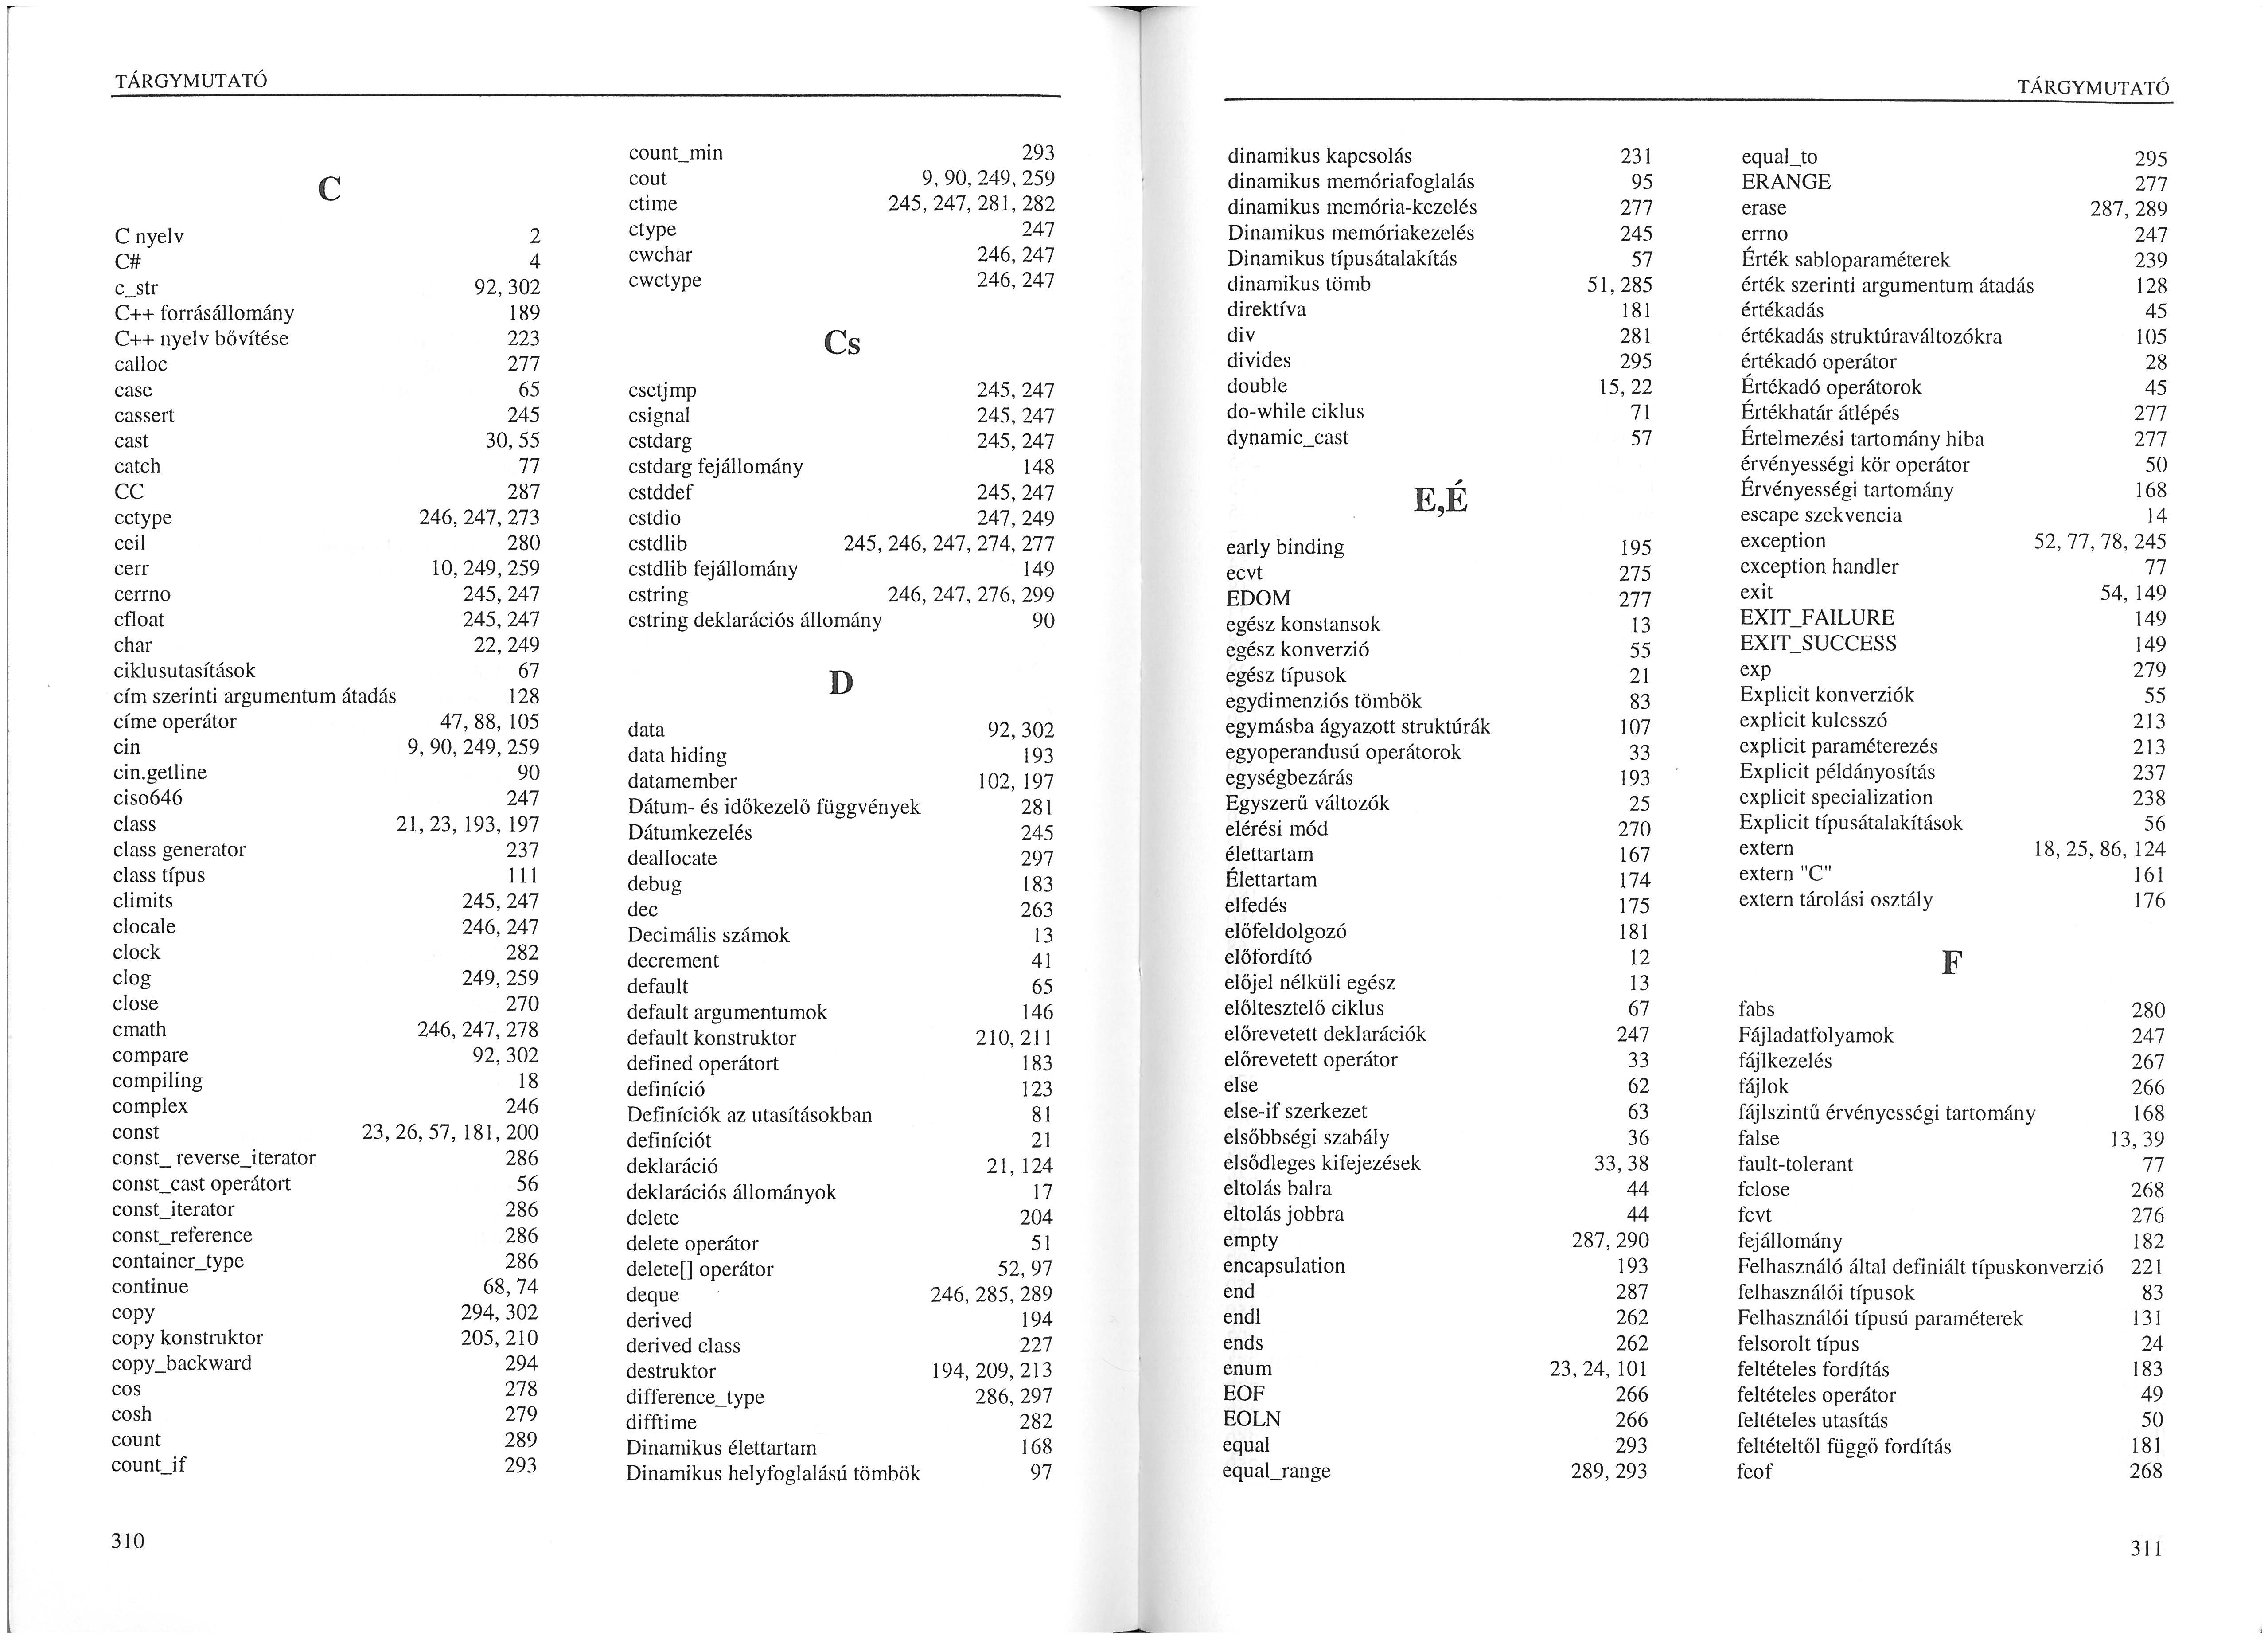 TÁRGYMUTATÓ
C
C nyelv 2
C# 4
c_str 92, 302
C++ forrásállomány 189
C++ nyelv bővítése 223
calloc 277
case 65
cassert 245
cast 30, 55
catch 77
CC 287
cctype 246, 247, 273
ceil 280
cerr 10, 249, 259
cerrno 245, 247
cfloat 245, 247
char 22, 249
ciklusutasítások 67
cím szerinti argumentum átadás 128
címe operátor 47, 88, 105
cin 9, 90, 249, 259
cin.getline 90
ciso646 247
class 21, 23, 193, 197
class generator 237
class típus 111
climits 245, 247
clocale 246, 247
clock 282
clog 249, 259
close 270
cmath 246, 247, 278
compare 92, 302
compiling 18
complex 246
const 23, 26, 57, 181, 200
const_ reverse_iterator 286
const_cast operátort 56
const_iterator 286
const_reference 286
container_type 286
continue 68, 74
copy 294, 302
copy konstruktor 205, 210
copy_backward 294
cos 278
cosh 279
count 289
count_if 293
count_min 293
cout 9, 90, 249, 259
ctime 245, 247, 281, 282
ctype 247
cwchar 246, 247
cwctype 246, 247
Cs
csetjmp 245, 247
csignal 245, 247
cstdarg 245, 247
cstdarg fejállomány 148
cstddef 245, 247
cstdio 247, 249
cstdlib 245, 246, 247, 274, 277
cstdlib fejállomány 149
cstring 246, 247, 276, 299
cstring deklarációs állomány 90
D
data 92, 302
data hiding 193
datamember 102, 197
Dátum- és időkezelő függvények 281
Dátumkezelés 245
deallocate 297
debug 183
dec 263
Decimális számok 13
decrement 41
default 65
default argumentumok 146
default konstruktor 210, 211
defined operátort 183
definíció 123
Definíciók az utasításokban 81
definíciót 21
deklaráció 21, 124
deklarációs állományok 17
delete 204
delete operátor 51
delete[] operátor 52, 97
deque 246, 285, 289
derived 194
derived class 227
destruktor 194, 209, 213
difference_type 286, 297
difftime 282
Dinamikus élettartam 168
Dinamikus helyfoglalású tömbök 97
310
TÁRGYMUTATÓ
dinamikus kapcsolás 231
dinamikus memóriafoglalás 95
dinamikus memória-kezelés 277
Dinamikus memóriakezelés 245
Dinamikus típusátalakítás 57
dinamikus tömb 51, 285
direktíva 181
div 281
divides 295
double 15, 22
do-while ciklus 71
dynamic_cast 57
E,É
early binding 195
ecvt 275
EDOM 277
egész konstansok 13
egész konverzió 55
egész típusok 21
egydimenziós tömbök 83
egymásba ágyazott struktúrák 107
egyoperandusú operátorok 33
egységbezárás 193
Egyszerű változók 25
elérési mód 270
élettartam 167
Élettartam 174
elfedés 175
előfeldolgozó 181
előfordító 12
előjel nélküli egész 13
előltesztelő ciklus 67
előrevetett deklarációk 247
előrevetett operátor 33
else 62
else-if szerkezet 63
elsőbbségi szabály 36
elsődleges kifejezések 33, 38
eltolás balra 44
eltolás jobbra 44
empty 287, 290
encapsulation 193
end 287
endl 262
ends 262
enum 23, 24, 101
EOF 266
EOLN 266
equal 293
equal_range 289, 293
equal_to 295
ERANGE 277
erase 287, 289
errno 247
Érték sabloparaméterek 239
érték szerinti argumentum átadás 128
értékadás 45
értékadás struktúraváltozókra 105
értékadó operátor 28
Értékadó operátorok 45
Értékhatár átlépés 277
Értelmezési tartomány hiba 277
érvényességi kör operátor 50
Érvényességi tartomány 168
escape szekvencia 14
exception 52, 77, 78, 245
exception handler 77
exit 54, 149
EXIT_FAILURE 149
EXIT_SUCCESS 149
exp 279
Explicit konverziók 55
explicit kulcsszó 213
explicit paraméterezés 213
Explicit példányosítás 237
explicit specialization 238
Explicit típusátalakítások 56
extern 18, 25, 86, 124
extern "C" 161
extern tárolási osztály 176
F
fabs 280
Fájladatfolyamok 247
fájlkezelés 267
fájlok 266
fájlszintű érvényességi tartomány 168
false 13, 39
fault-tolerant 77
fclose 268
fcvt 276
fejállomány 182
Felhasználó által definiált típuskonverzió 221
felhasználói típusok 83
Felhasználói típusú paraméterek 131
felsorolt típus 24
feltételes fordítás 183
feltételes operátor 49
feltételes utasítás 50
feltételtől függő fordítás 181
feof 268
311